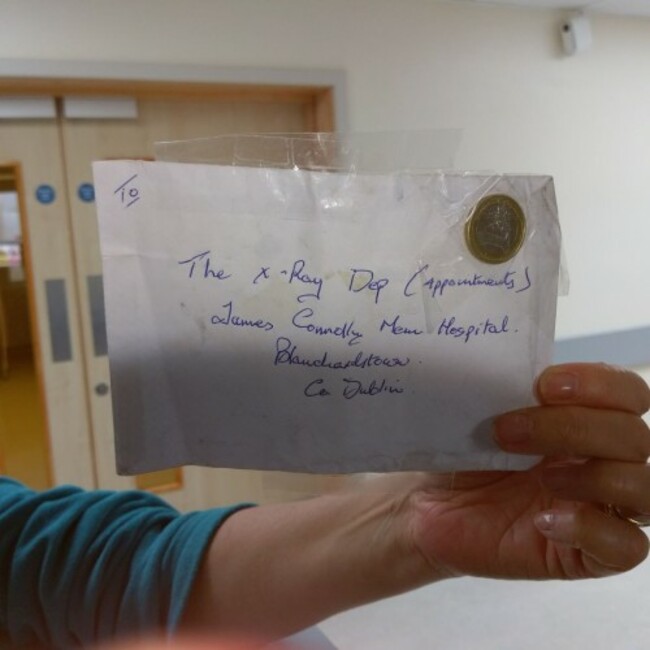 To
The X-Ray Dep (Appointments)
James Connolly Mem Hospital.
Blanchardstown.
Co Dublin.